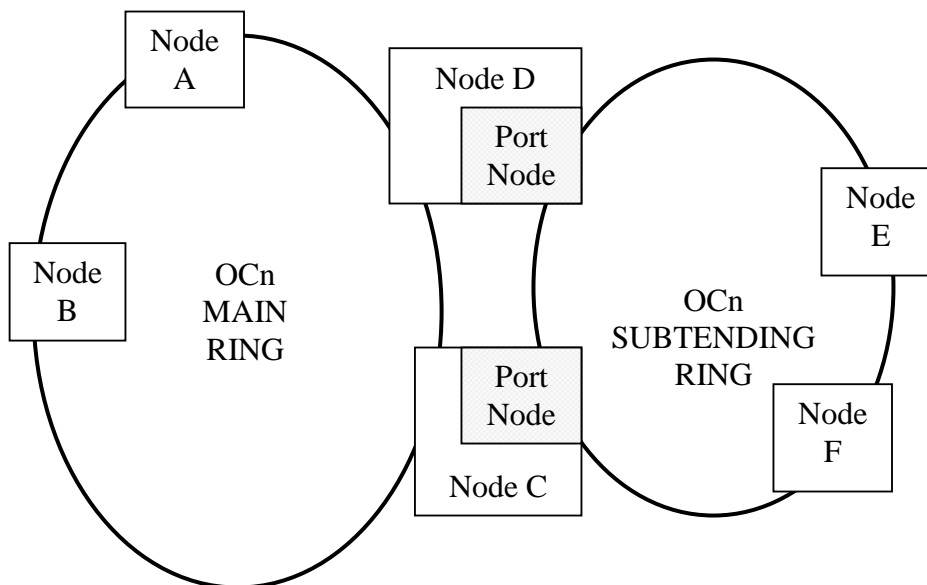 Node
A
Node D
Port
Node
Node
E
Node
B
OCn
MAIN
RING
OCn
SUBTENDING
RING
Port
Node
Node C
Node
F